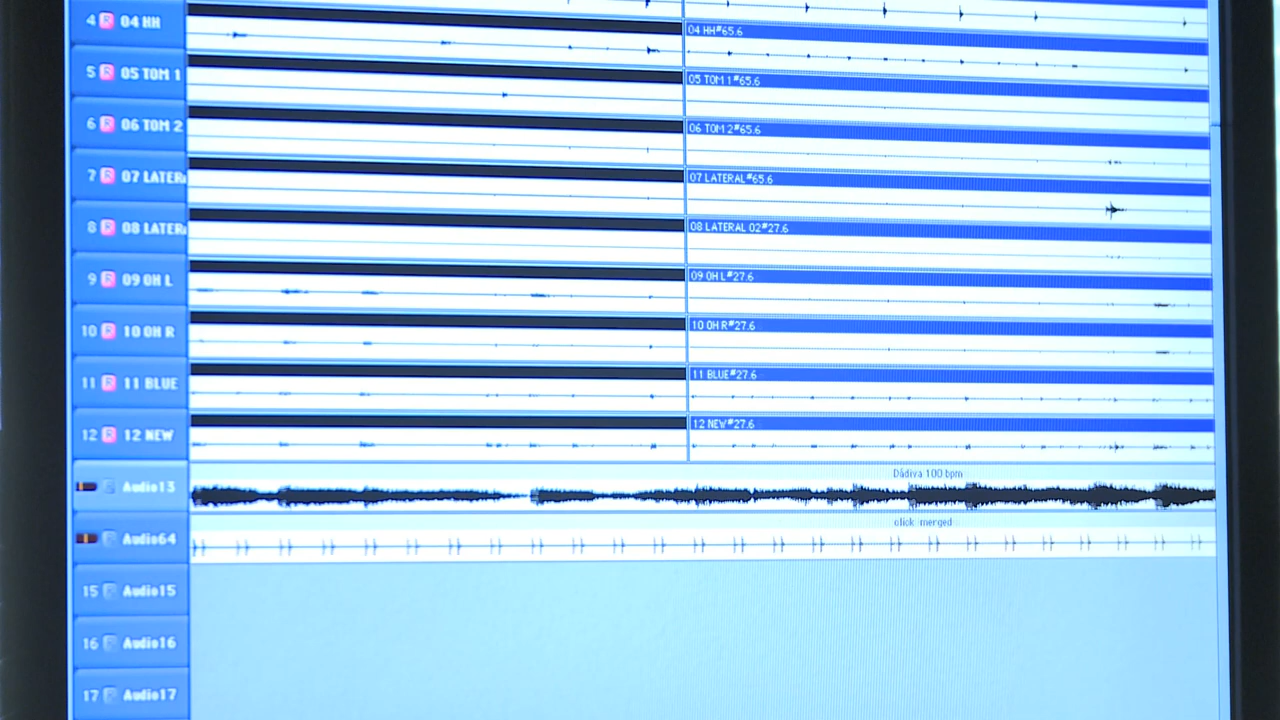 4 R 04 HH
04 HH#65.6
5 R 05 TOM 1
05 TOM 1#65.6
6 R 06 TOM 2
06 TOM 2#65.6
7 R 07 LATER
07 LATERAL#65.6
8 R 08 LATER
08 LATERAL 02#27.6
9 R 09 OH L
09 OH L#27.6
10 R 10 OH R
10 OH R#27.6
11 R 11 BLUE
11 BLUE#27.6
12 R 12 NEW
12 NEW#27.6
Audio13
Dádiva 100 bpm
Audio64
click merged
15 R Audio15
16 R Audio16
17 R Audio17